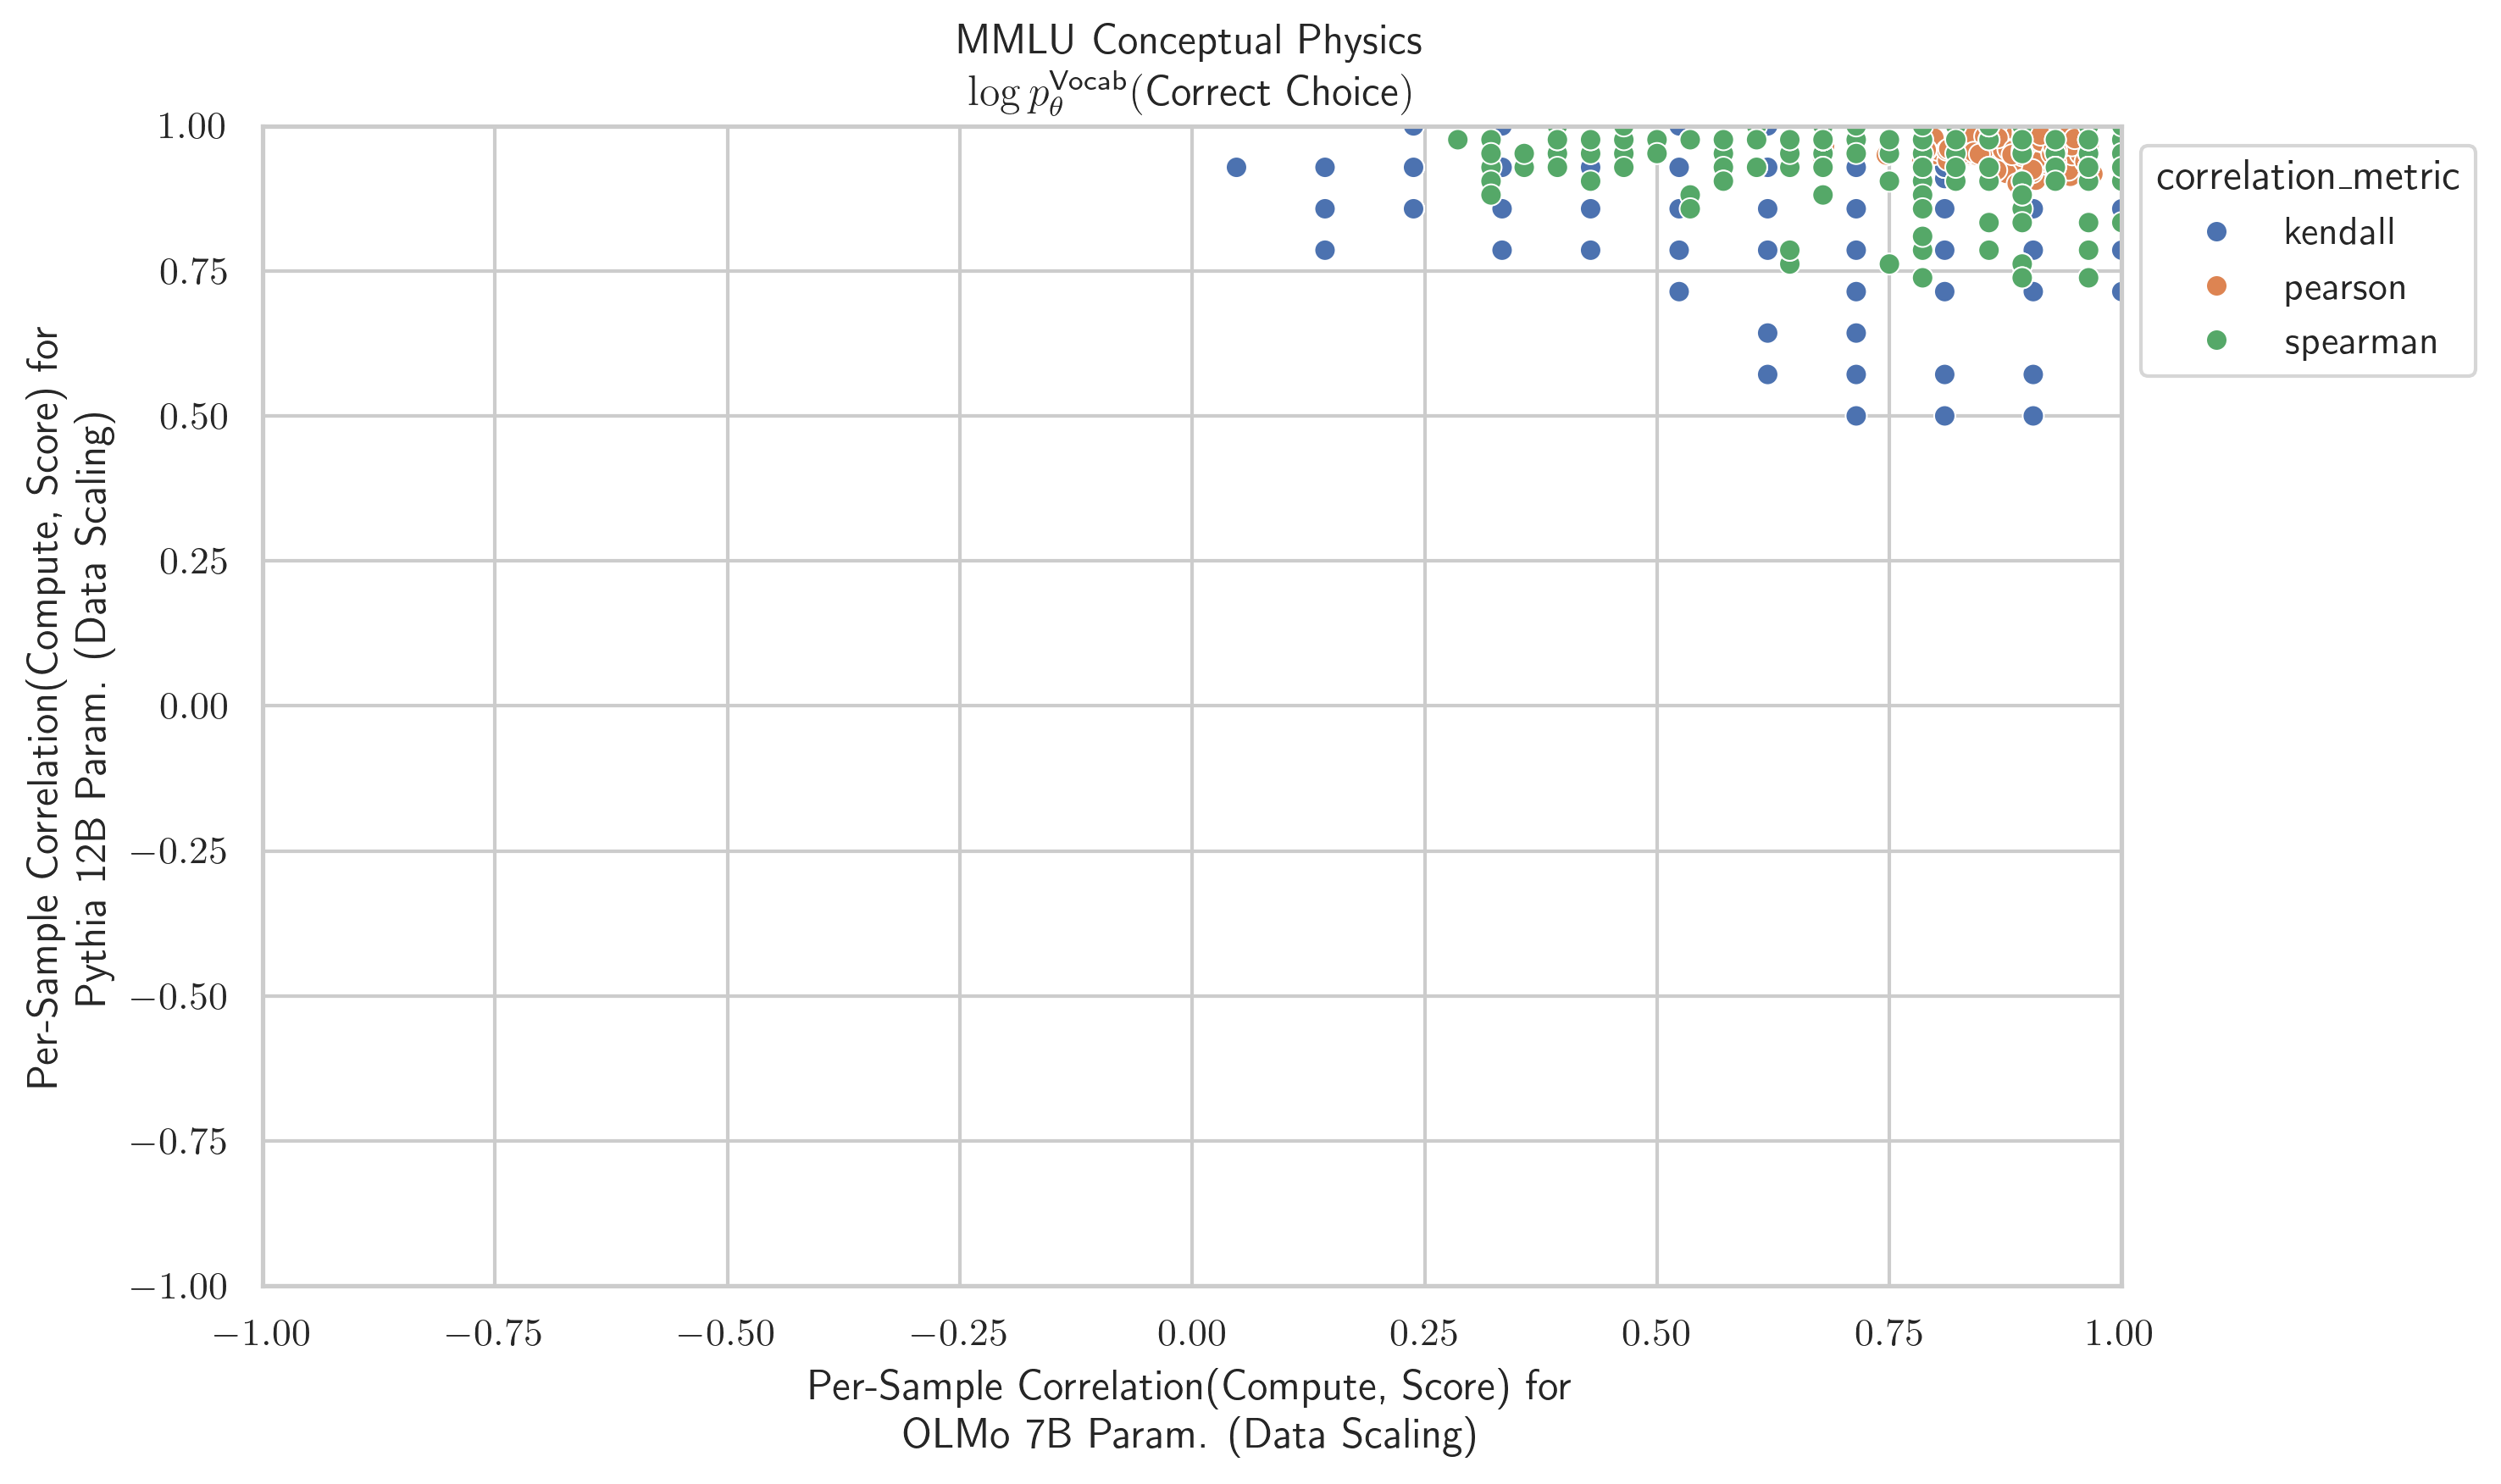 MMLU Conceptual Physics
log p_θ^Vocab(Correct Choice)
1.00
0.75
0.50
0.25
0.00
−0.25
−0.50
−0.75
−1.00
Per-Sample Correlation(Compute, Score) for
Pythia 12B Param. (Data Scaling)
correlation_metric
kendall
pearson
spearman
−1.00 −0.75 −0.50 −0.25 0.00 0.25 0.50 0.75 1.00
Per-Sample Correlation(Compute, Score) for
OLMo 7B Param. (Data Scaling)